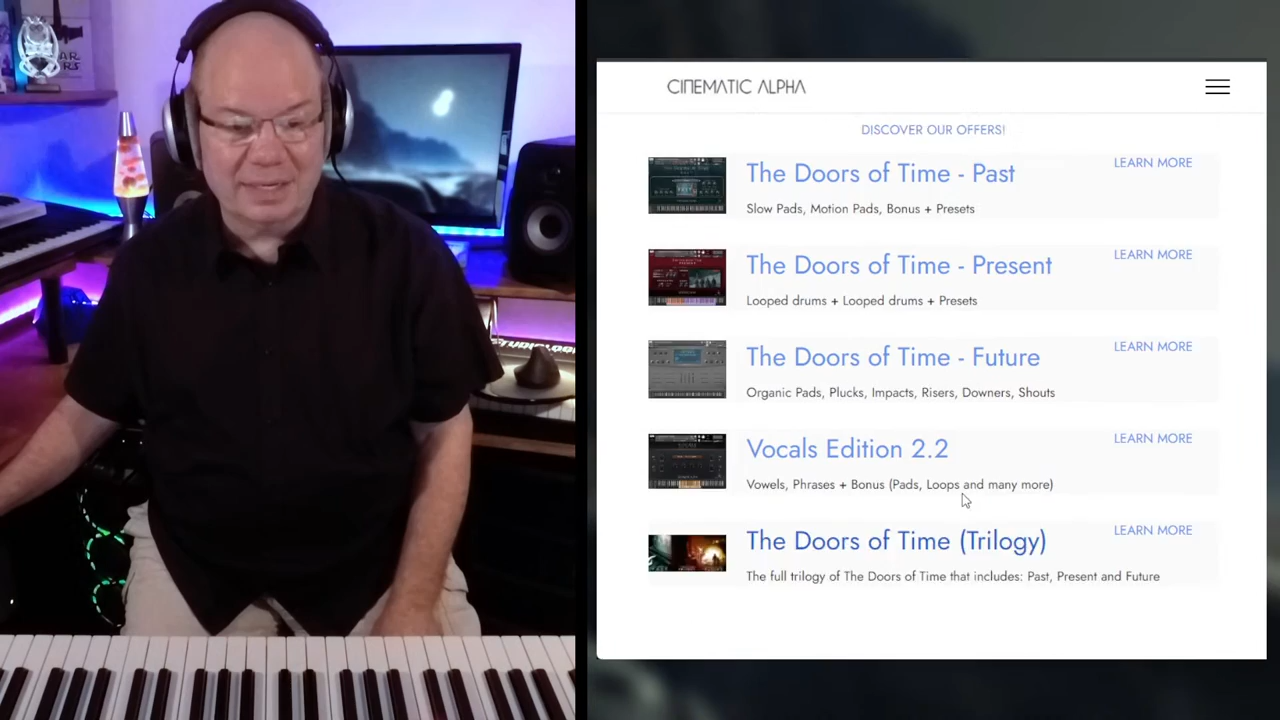 AR
RS
STUDIOLOGIC
CINEMATIC ALPHA
DISCOVER OUR OFFERS!
The Doors of Time - Past
LEARN MORE
Slow Pads, Motion Pads, Bonus + Presets
The Doors of Time - Present
LEARN MORE
Looped drums + Looped drums + Presets
The Doors of Time - Future
LEARN MORE
Organic Pads, Plucks, Impacts, Risers, Downers, Shouts
Vocals Edition 2.2
LEARN MORE
Vowels, Phrases + Bonus (Pads, Loops and many more)
The Doors of Time (Trilogy)
LEARN MORE
The full trilogy of The Doors of Time that includes: Past, Present and Future